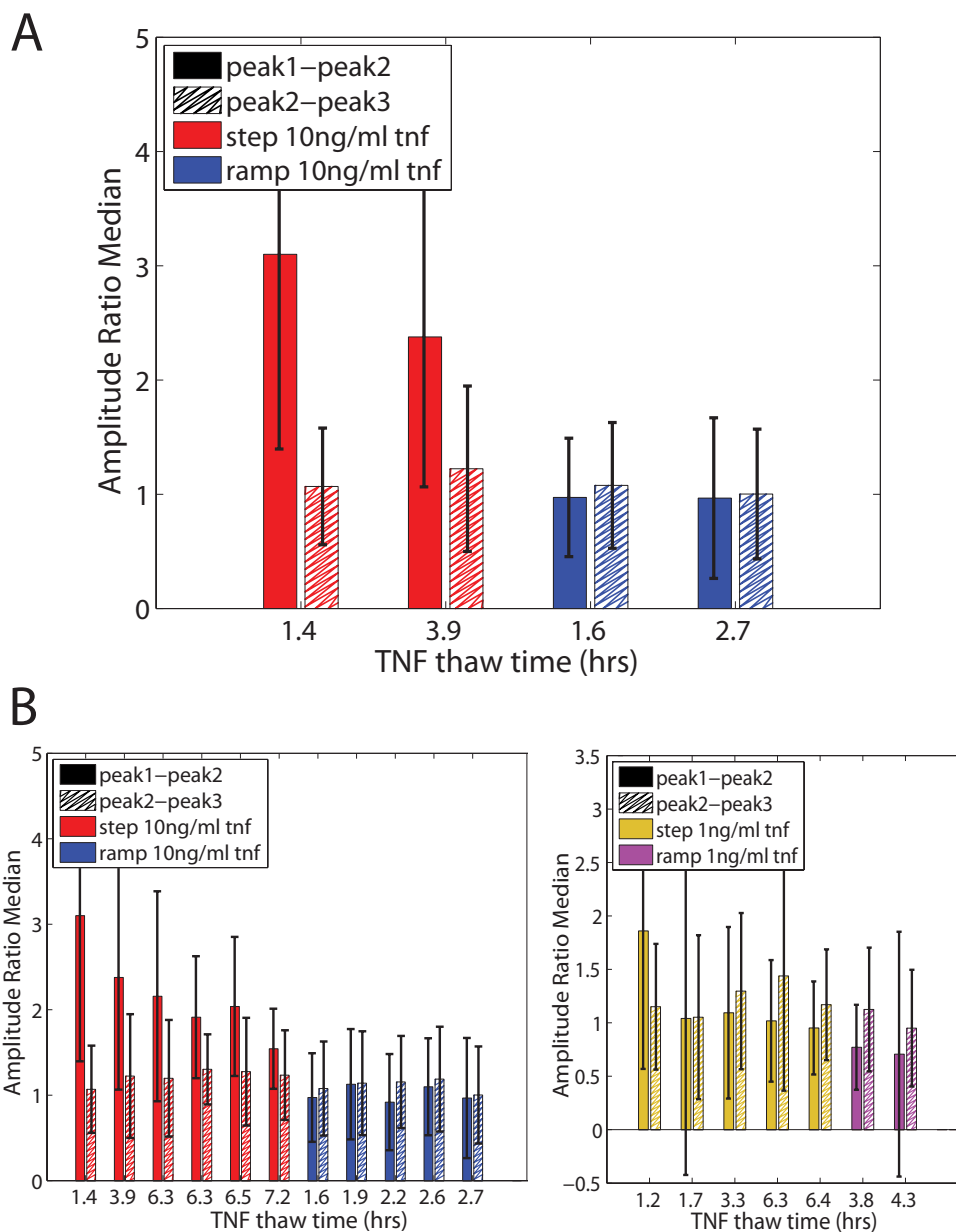 A
5
4
3
2
1
0
Amplitude Ratio Median
peak1−peak2
peak2−peak3
step 10ng/ml tnf
ramp 10ng/ml tnf
1.4 3.9 1.6 2.7
TNF thaw time (hrs)
B
5
4
3
2
1
0
Amplitude Ratio Median
peak1−peak2
peak2−peak3
step 10ng/ml tnf
ramp 10ng/ml tnf
1.4 3.9 6.3 6.3 6.5 7.2 1.6 1.9 2.2 2.6 2.7
TNF thaw time (hrs)
3.5
3
2.5
2
1.5
1
0.5
0
−0.5
Amplitude Ratio Median
peak1−peak2
peak2−peak3
step 1ng/ml tnf
ramp 1ng/ml tnf
1.2 1.7 3.3 6.3 6.4 3.8 4.3
TNF thaw time (hrs)